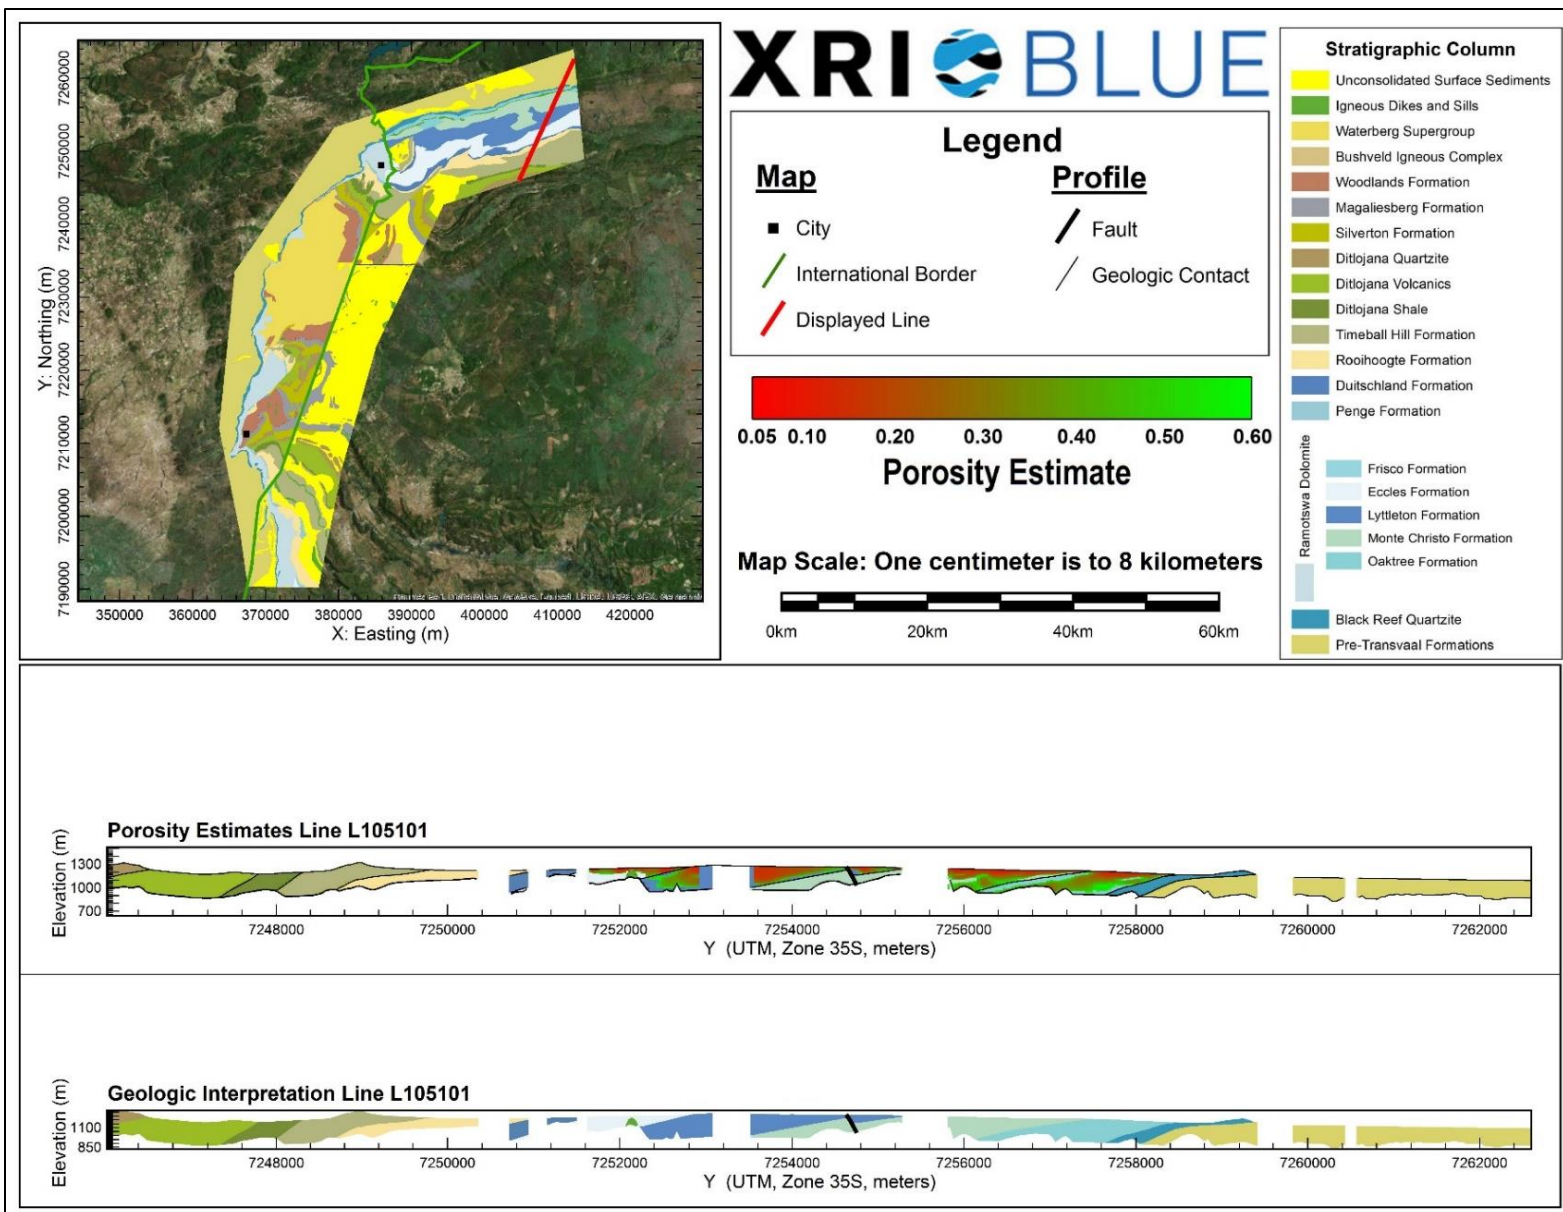 XRI BLUE
7260000
7250000
7240000
7230000
7220000
7210000
7200000
7190000
Y: Northing (m)
350000 360000 370000 380000 390000 400000 410000 420000
X: Easting (m)
Legend
Map
City
International Border
Displayed Line
Profile
Fault
Geologic Contact
0.05 0.10 0.20 0.30 0.40 0.50 0.60
Porosity Estimate
Map Scale: One centimeter is to 8 kilometers
0km 20km 40km 60km
Stratigraphic Column
Unconsolidated Surface Sediments
Igneous Dikes and Sills
Waterberg Supergroup
Bushveld Igneous Complex
Woodlands Formation
Magaliesberg Formation
Silverton Formation
Ditlojana Quartzite
Ditlojana Volcanics
Ditlojana Shale
Timeball Hill Formation
Rooihoogte Formation
Duitschland Formation
Penge Formation
Ramotswa Dolomite
Frisco Formation
Eccles Formation
Lyttleton Formation
Monte Christo Formation
Oaktree Formation
Black Reef Quartzite
Pre-Transvaal Formations
Porosity Estimates Line L105101
Elevation (m)
1300
1000
700
7248000 7250000 7252000 7254000 7256000 7258000 7260000 7262000
Y (UTM, Zone 35S, meters)
Geologic Interpretation Line L105101
Elevation (m)
1100
850
7248000 7250000 7252000 7254000 7256000 7258000 7260000 7262000
Y (UTM, Zone 35S, meters)